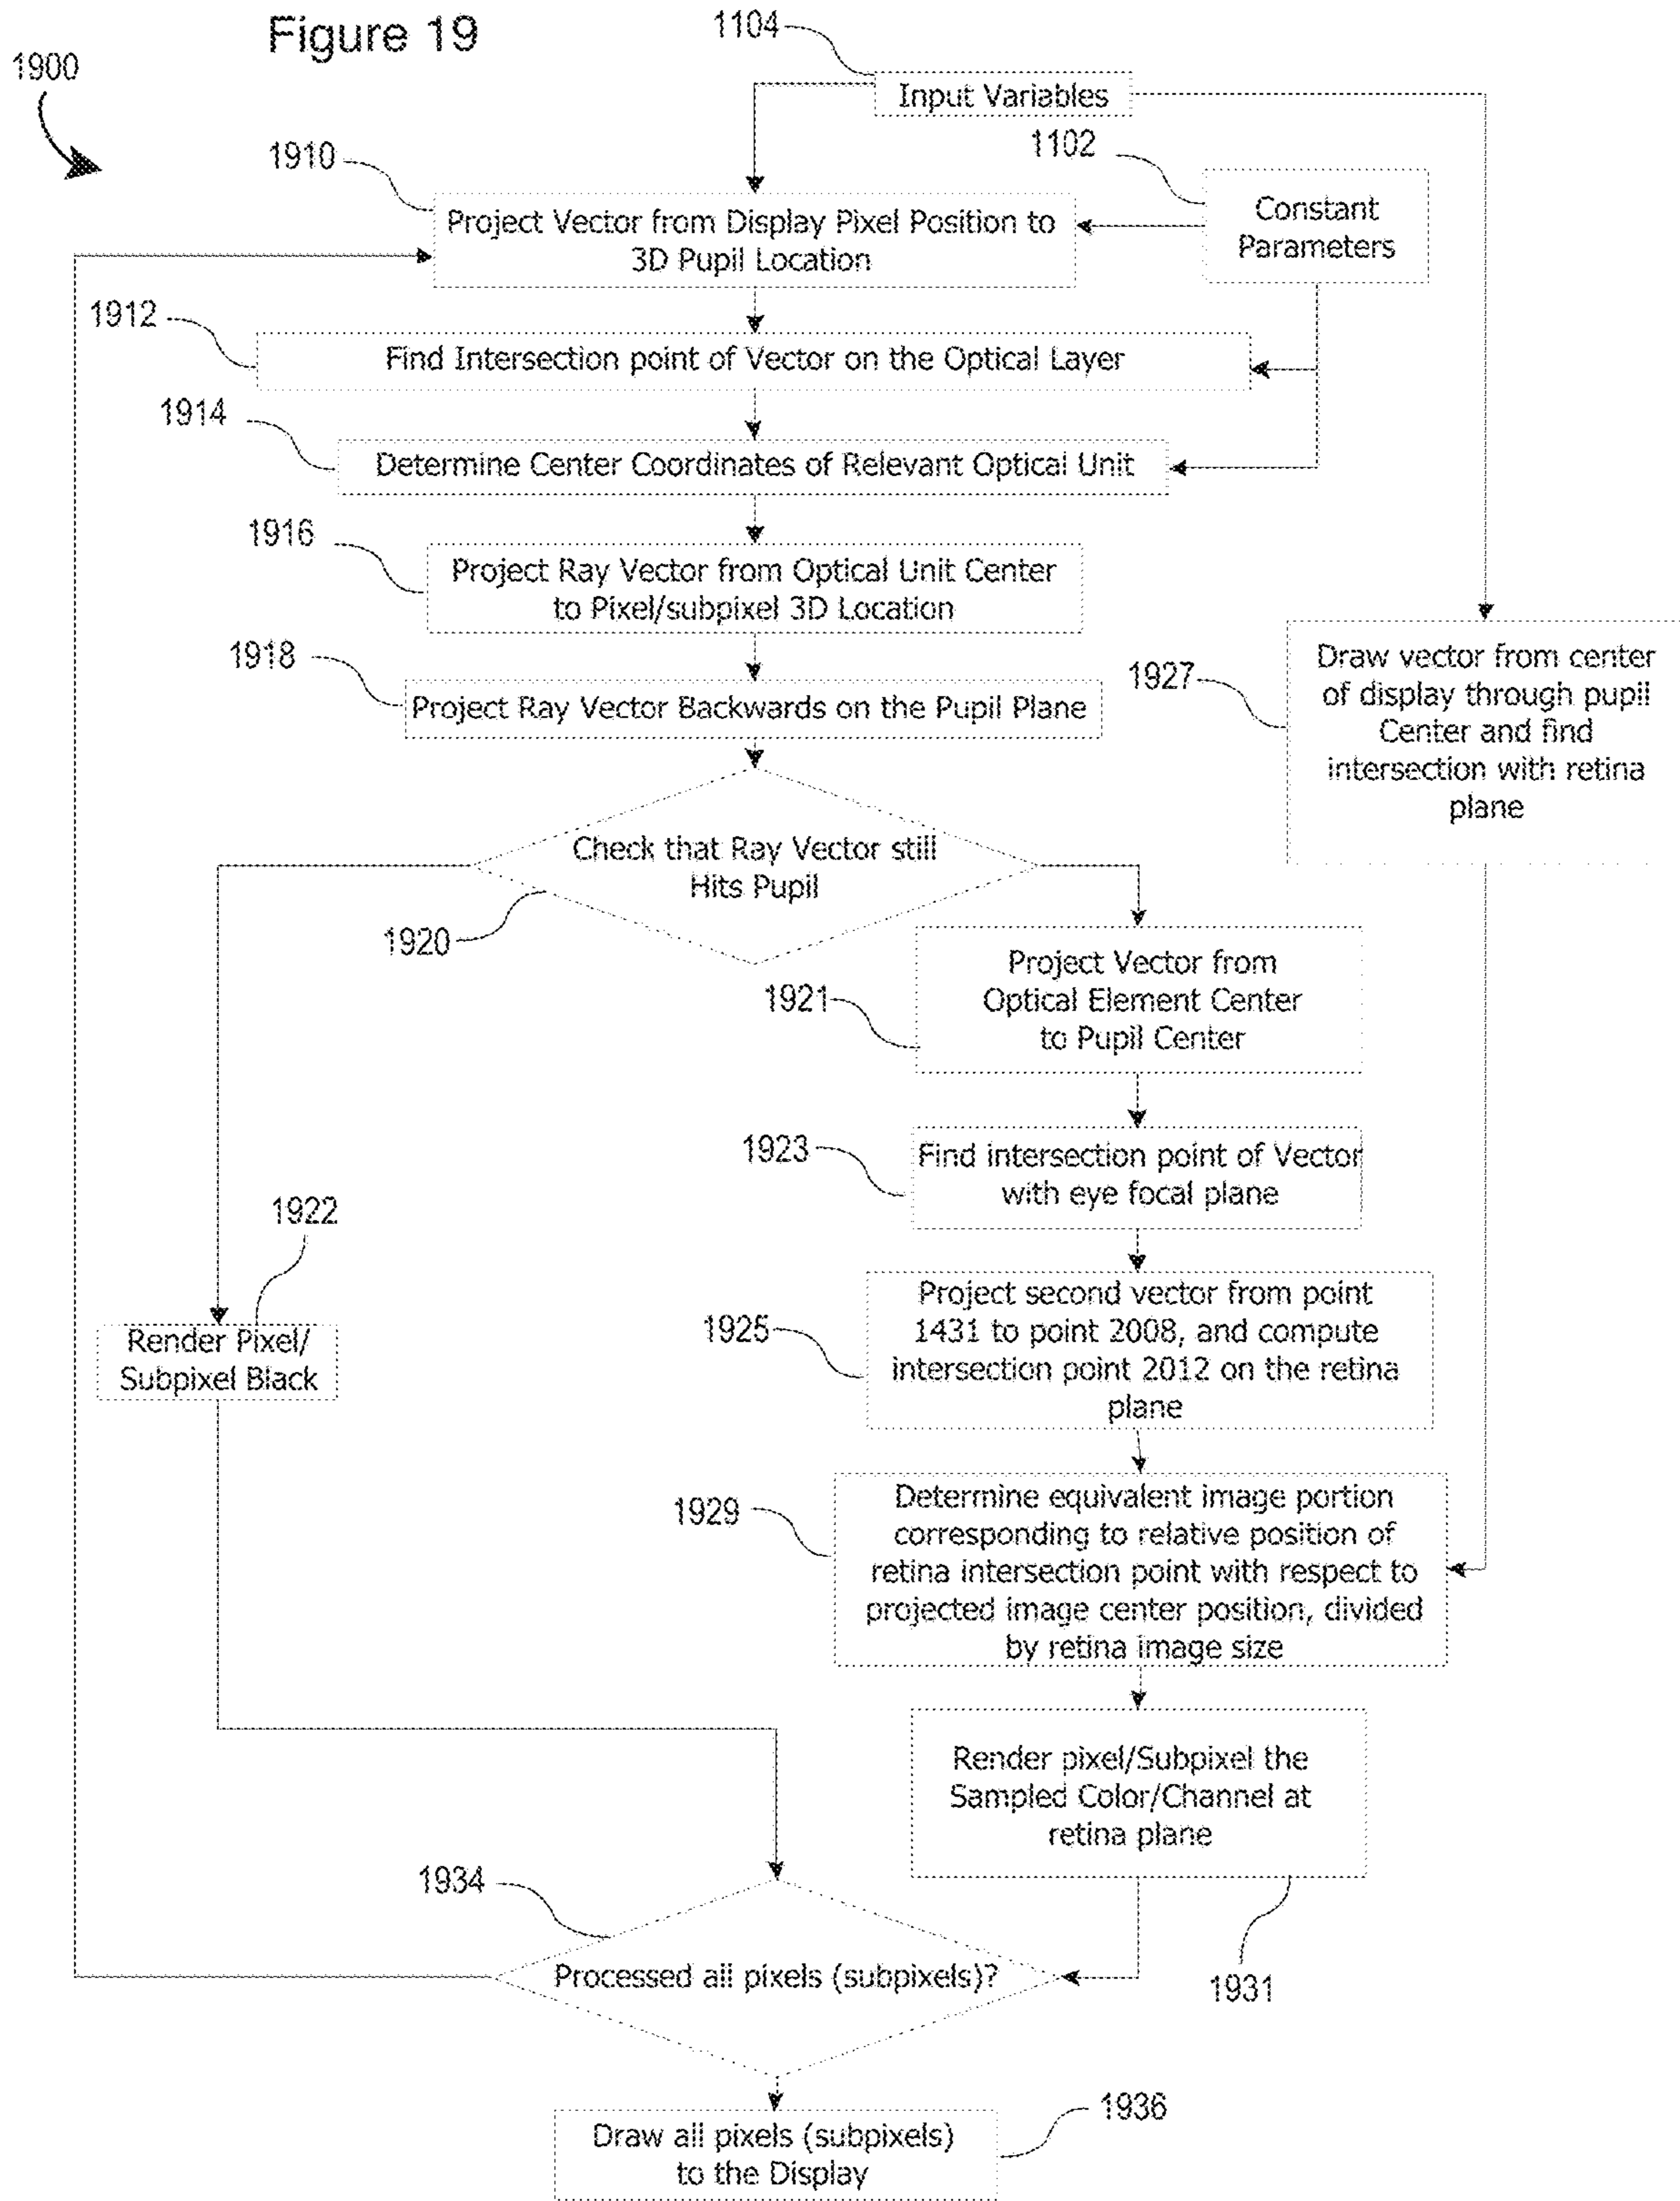 Figure 19
1900
1104
Input Variables
1102
Constant
Parameters
1910
Project Vector from Display Pixel Position to
3D Pupil Location
1912
Find Intersection point of Vector on the Optical Layer
1914
Determine Center Coordinates of Relevant Optical Unit
1916
Project Ray Vector from Optical Unit Center
to Pixel/subpixel 3D Location
1918
Project Ray Vector Backwards on the Pupil Plane
1927
Draw vector from center
of display through pupil
Center and find
intersection with retina
plane
Check that Ray Vector still
Hits Pupil
1920
1921
Project Vector from
Optical Element Center
to Pupil Center
1923
Find intersection point of Vector
with eye focal plane
1922
Render Pixel/
Subpixel Black
1925
Project second vector from point
1431 to point 2008, and compute
intersection point 2012 on the retina
plane
1929
Determine equivalent image portion
corresponding to relative position of
retina intersection point with respect to
projected image center position, divided
by retina image size
Render pixel/Subpixel the
Sampled Color/Channel at
retina plane
1931
1934
Processed all pixels (subpixels)?
1936
Draw all pixels (subpixels)
to the Display